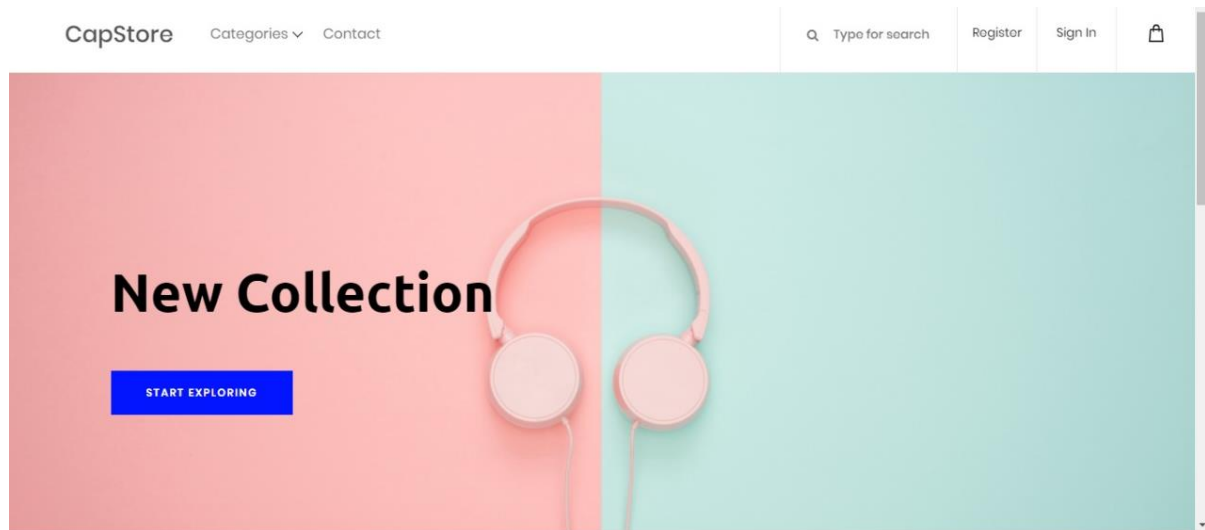 CapStore Categories Contact Type for search Register Sign In
New Collection
START EXPLORING